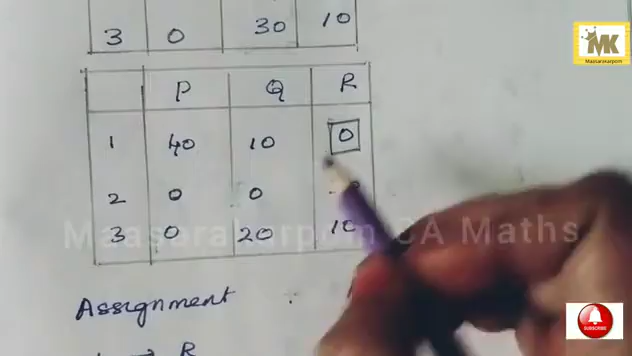 3 0 30 10
P Q R
1 40 10 0
2 0 0
3 0 20 10
Assignment
R
MK
Maasarakarpom
Maasarakarpom CA Maths
SUBSCRIBE